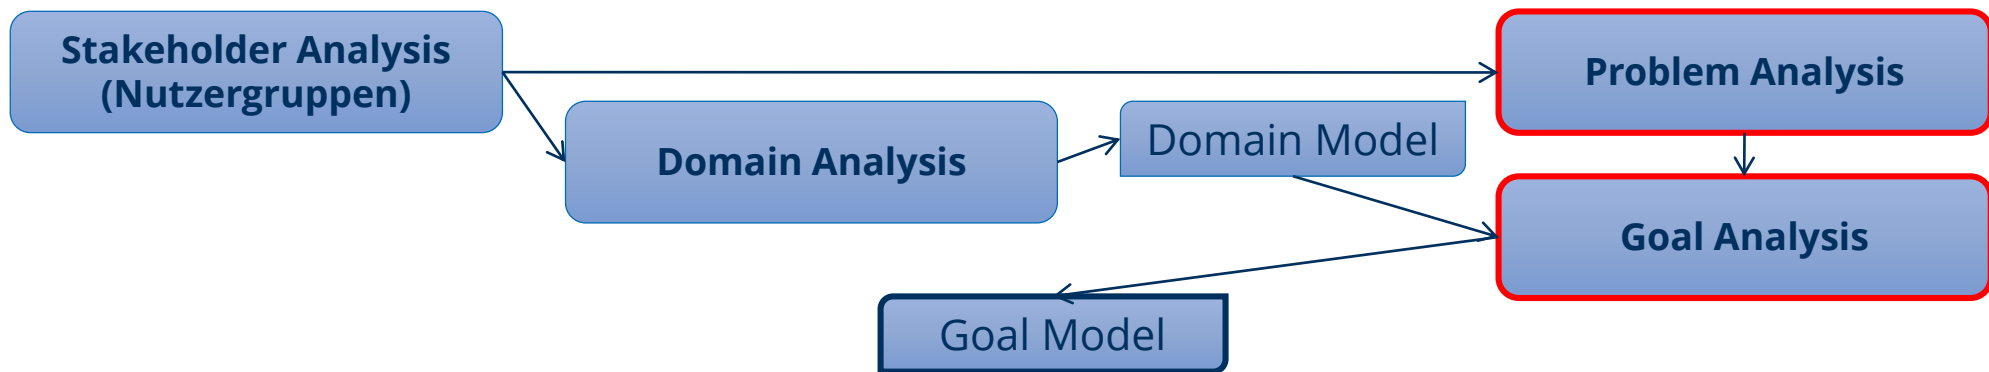 Stakeholder Analysis
(Nutzergruppen)
Problem Analysis
Domain Analysis
Domain Model
Goal Analysis
Goal Model